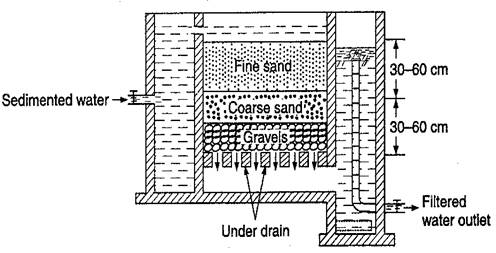 Fine sand
30–60 cm
Sedimented water
Coarse sand
30–60 cm
Gravels
Filtered
water outlet
Under drain